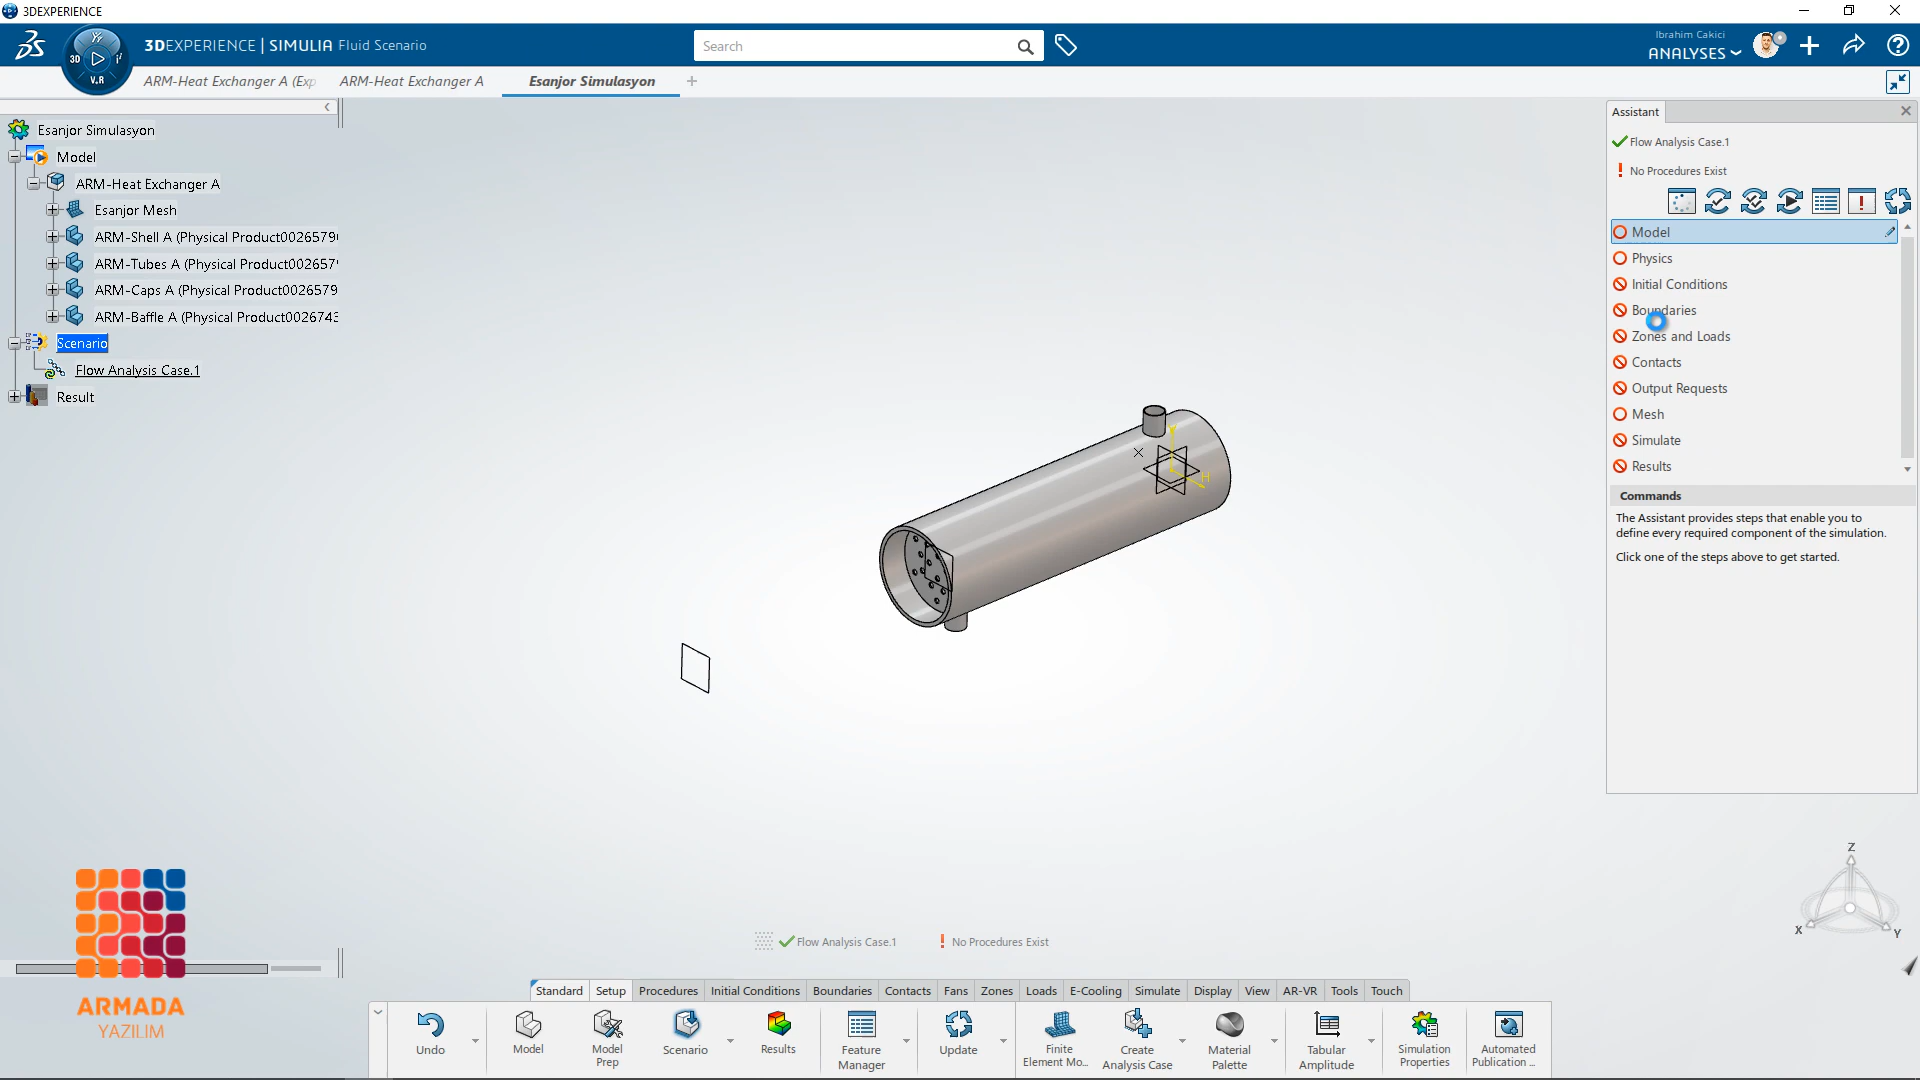 3DEXPERIENCE
3DEXPERIENCE | SIMULIA Fluid Scenario
Search
Ibrahim Cakici
ANALYSES
3D
V.R
ARM-Heat Exchanger A (Exp
ARM-Heat Exchanger A
Esanjor Simulasyon
Esanjor Simulasyon
Model
ARM-Heat Exchanger A
Esanjor Mesh
ARM-Shell A (Physical Product0026579
ARM-Tubes A (Physical Product002657
ARM-Caps A (Physical Product0026579
ARM-Baffle A (Physical Product002674
Scenario
Flow Analysis Case.1
Result
Assistant
Flow Analysis Case.1
! No Procedures Exist
Model
Physics
Initial Conditions
Boundaries
Zones and Loads
Contacts
Output Requests
Mesh
Simulate
Results
Commands
The Assistant provides steps that enable you to
define every required component of the simulation.
Click one of the steps above to get started.
H
Z
X
Y
Flow Analysis Case.1
! No Procedures Exist
ARMADA
YAZILIM
Standard Setup Procedures Initial Conditions Boundaries Contacts Fans Zones Loads E-Cooling Simulate Display View AR-VR Tools Touch
Undo
Model
Model
Prep
Scenario
Results
Feature
Manager
Update
Finite
Element Mo...
Create
Analysis Case
Material
Palette
Tabular
Amplitude
Simulation
Properties
Automated
Publication ...